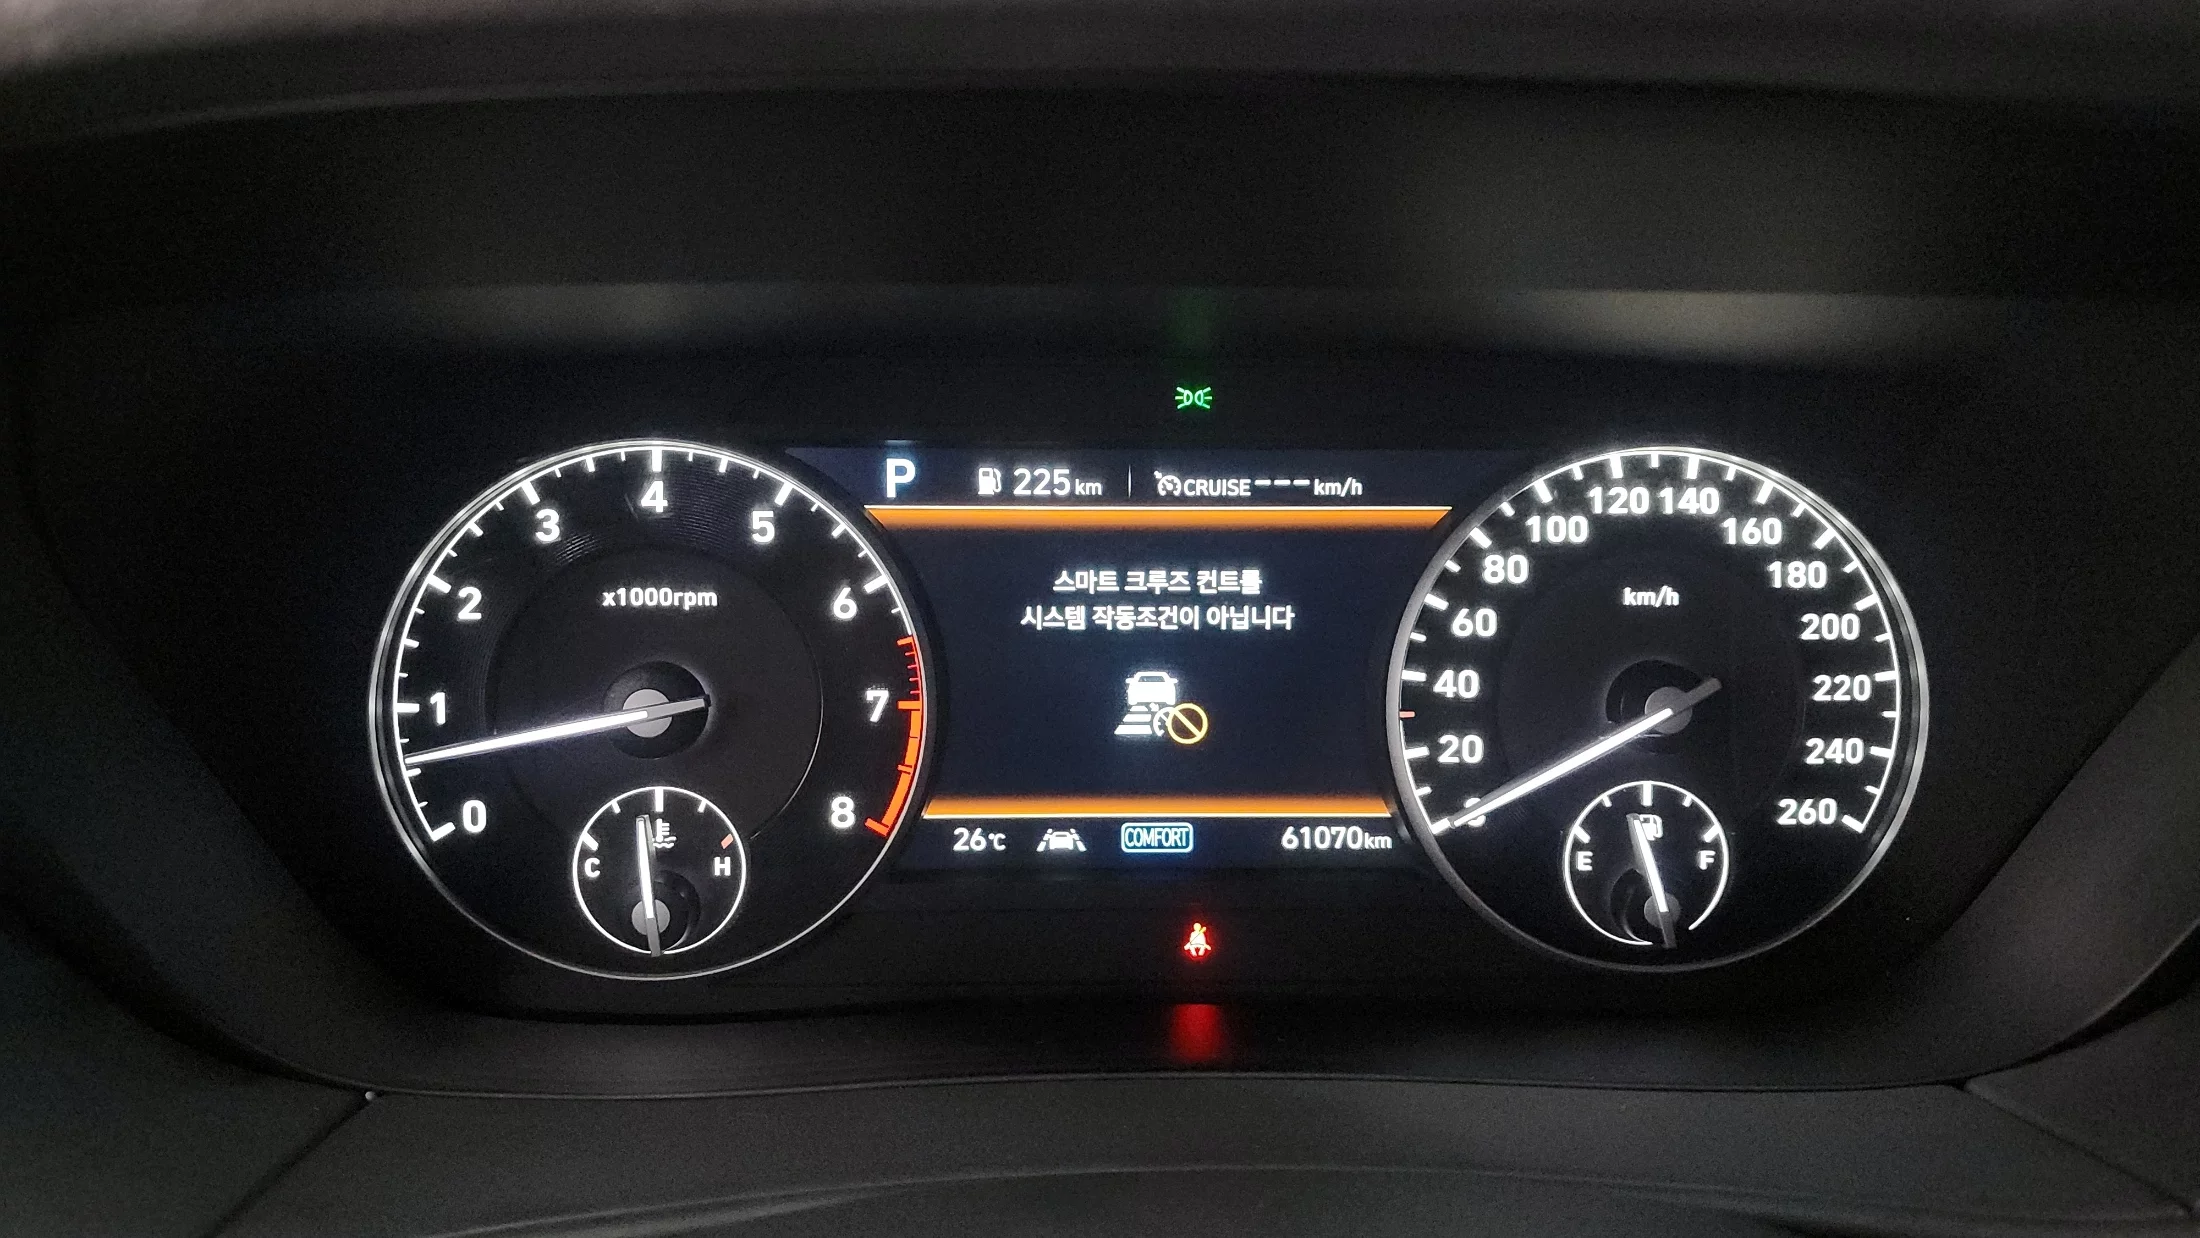 P 225km CRUISE---km/h
스마트 크루즈 컨트롤
시스템 작동조건이 아닙니다
26℃ COMFORT 61070km
x1000rpm
0 1 2 3 4 5 6 7 8
C H
km/h
0 20 40 60 80 100 120 140 160 180 200 220 240 260
E F